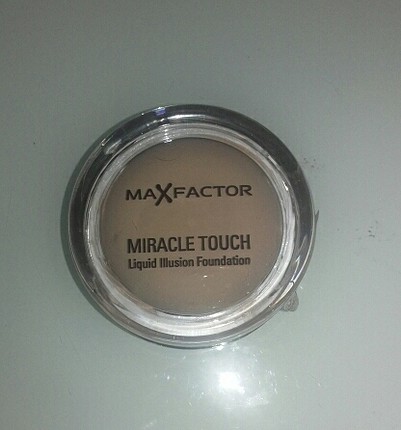 MAXFACTOR
MIRACLE TOUCH
Liquid Illusion Foundation